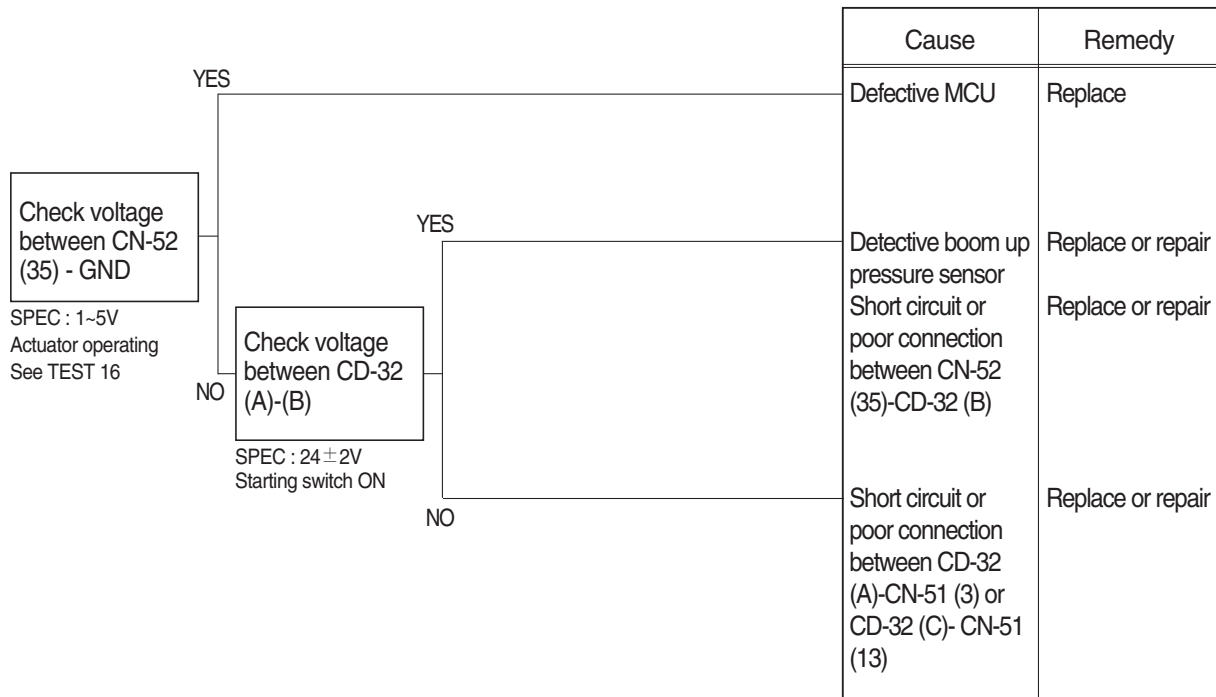 Cause
Remedy
YES
Defective MCU
Replace
Check voltage
between CN-52
(35) - GND
SPEC : 1~5V
Actuator operating
See TEST 16
YES
Detective boom up
pressure sensor
Replace or repair
Short circuit or
poor connection
between CN-52
(35)-CD-32 (B)
Replace or repair
NO
Check voltage
between CD-32
(A)-(B)
SPEC : 24±2V
Starting switch ON
NO
Short circuit or
poor connection
between CD-32
(A)-CN-51 (3) or
CD-32 (C)- CN-51
(13)
Replace or repair